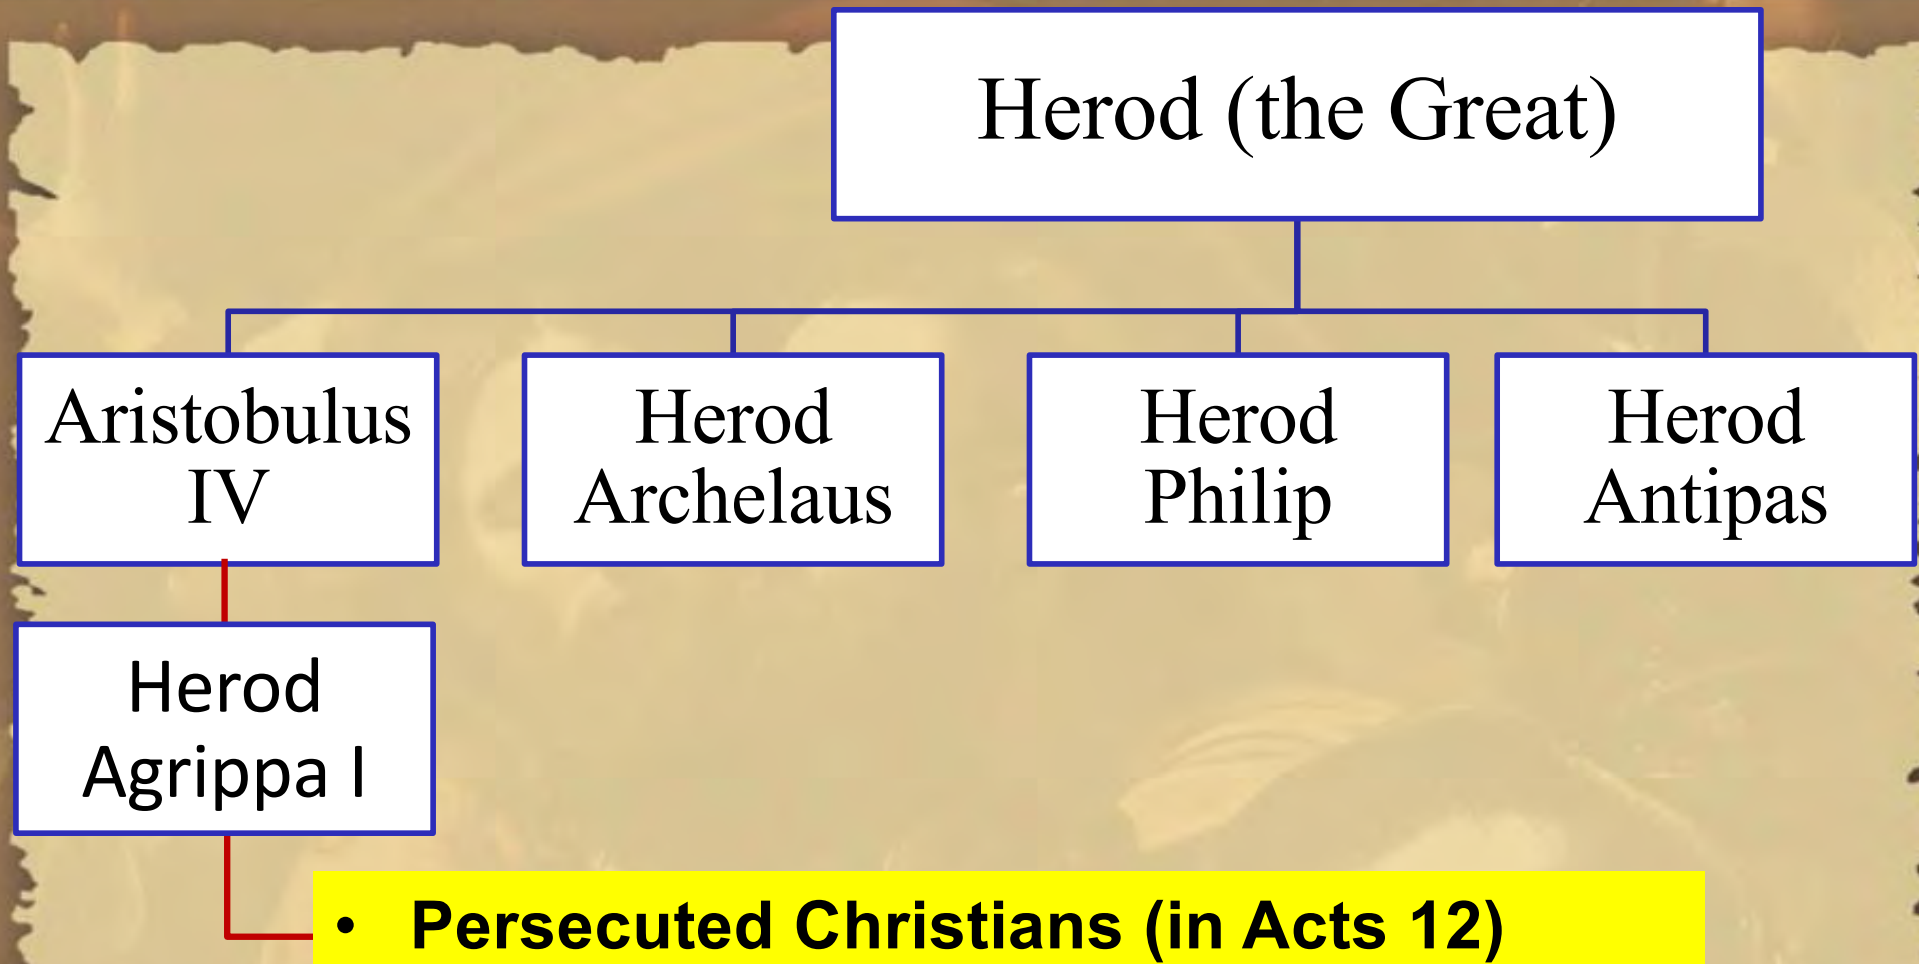 Herod (the Great)
Aristobulus
IV
Herod
Archelaus
Herod
Philip
Herod
Antipas
Herod
Agrippa I
• Persecuted Christians (in Acts 12)